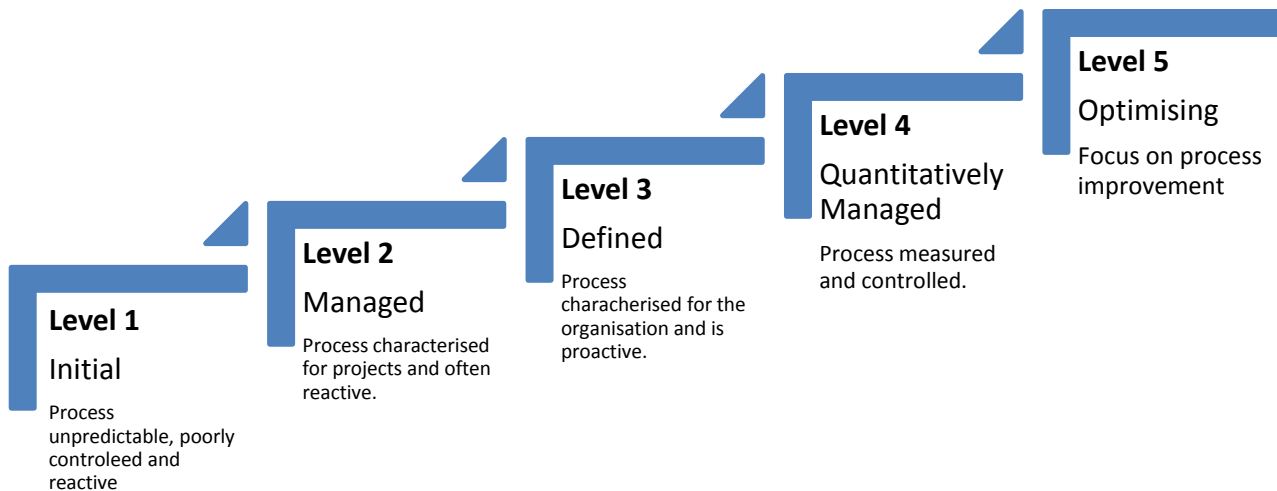 Level 1
Initial
Process
unpredictable, poorly
controleed and
reactive
Level 2
Managed
Process characterised
for projects and often
reactive.
Level 3
Defined
Process
characherised for the
organisation and is
proactive.
Level 4
Quantitatively
Managed
Process measured
and controlled.
Level 5
Optimising
Focus on process
improvement